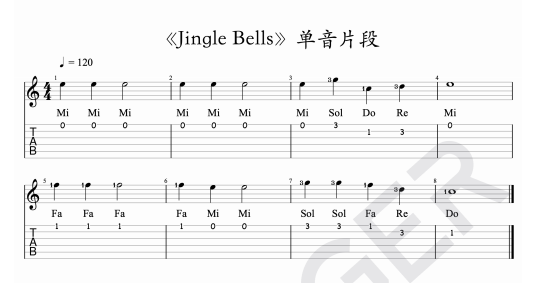 《Jingle Bells》单音片段
♩ = 120
1 2 3 4
3 1 3
Mi Mi Mi Mi Mi Mi Mi Sol Do Re Mi
0 0 0 0 0 0 0 3 1 3 0
T
A
B
5 6 7 8
1 1 1 1 3 3 1 3 1
Fa Fa Fa Fa Mi Mi Sol Sol Fa Re Do
1 1 1 1 0 0 3 3 1 3 1
T
A
B
GER